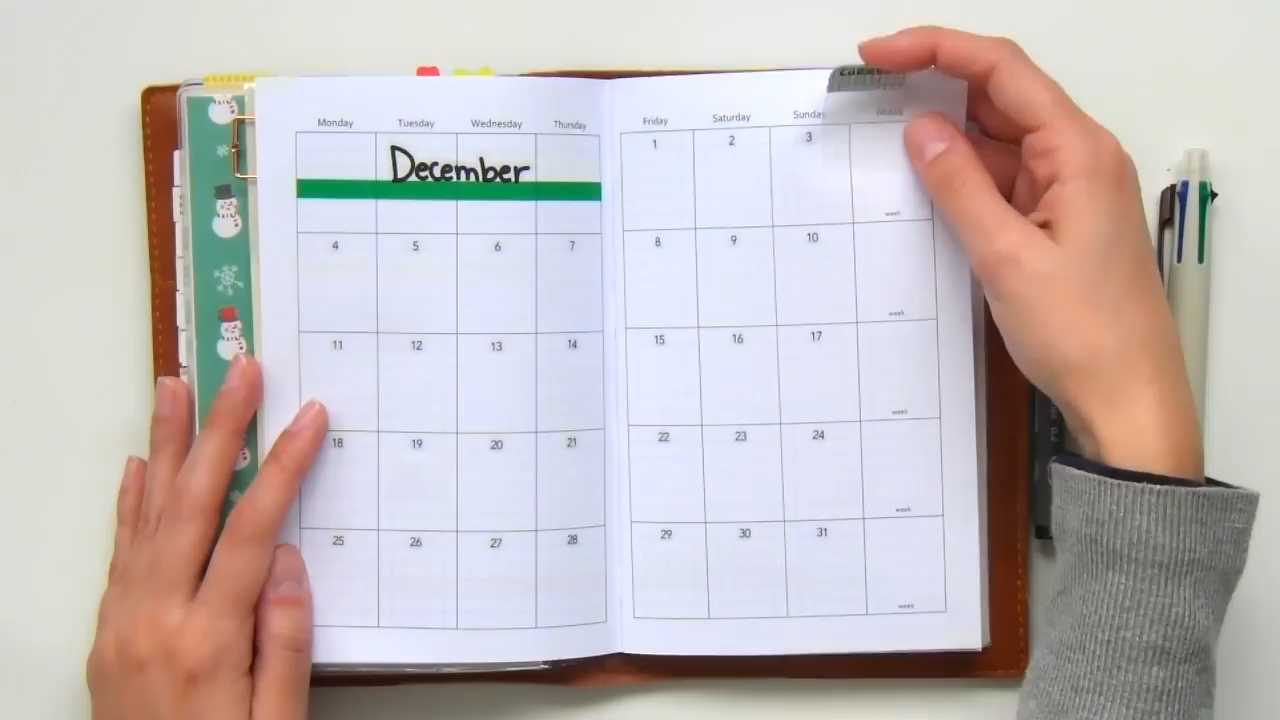 Monday Tuesday Wednesday Thursday Friday Saturday Sunday
December
1 2 3
week
4 5 6 7 8 9 10
week
11 12 13 14 15 16 17
week
18 19 20 21 22 23 24
week
25 26 27 28 29 30 31
week